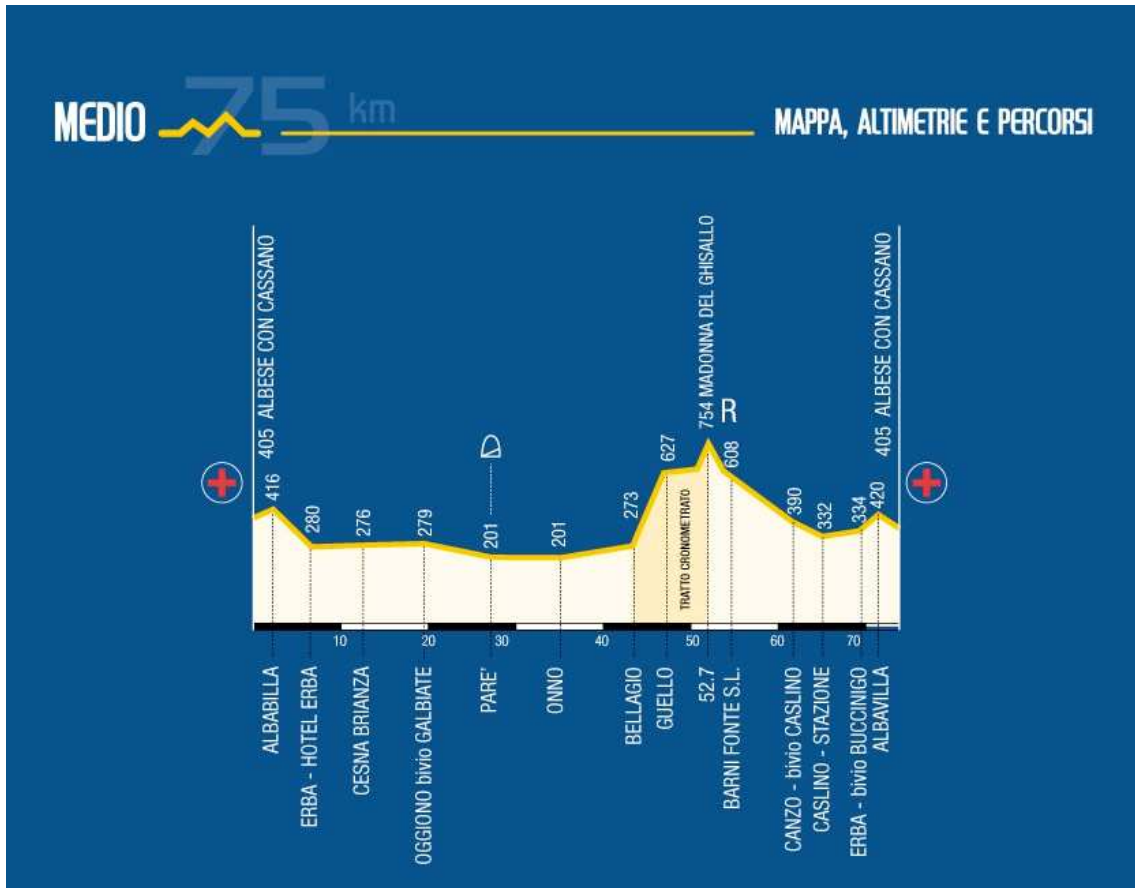 MEDIO 75 km
MAPPA, ALTIMETRIE E PERCORSI
405 ALBESE CON CASSANO
416
280
276
279
201
201
273
627
754 MADONNA DEL GHISALLO
R
608
390
332
334
420
405 ALBESE CON CASSANO
TRATTO CRONOMETRATO
10
20
30
40
50
60
70
ALBABILLA
ERBA - HOTEL ERBA
CESNA BRIANZA
OGGIONO bivio GALBIATE
PARE'
ONNO
BELLAGIO
GUELLO
52.7
BARNI FONTE S.L.
CANZO - bivio CASLINO
CASLINO - STAZIONE
ERBA - bivio BUCCINIGO
ALBAVILLA